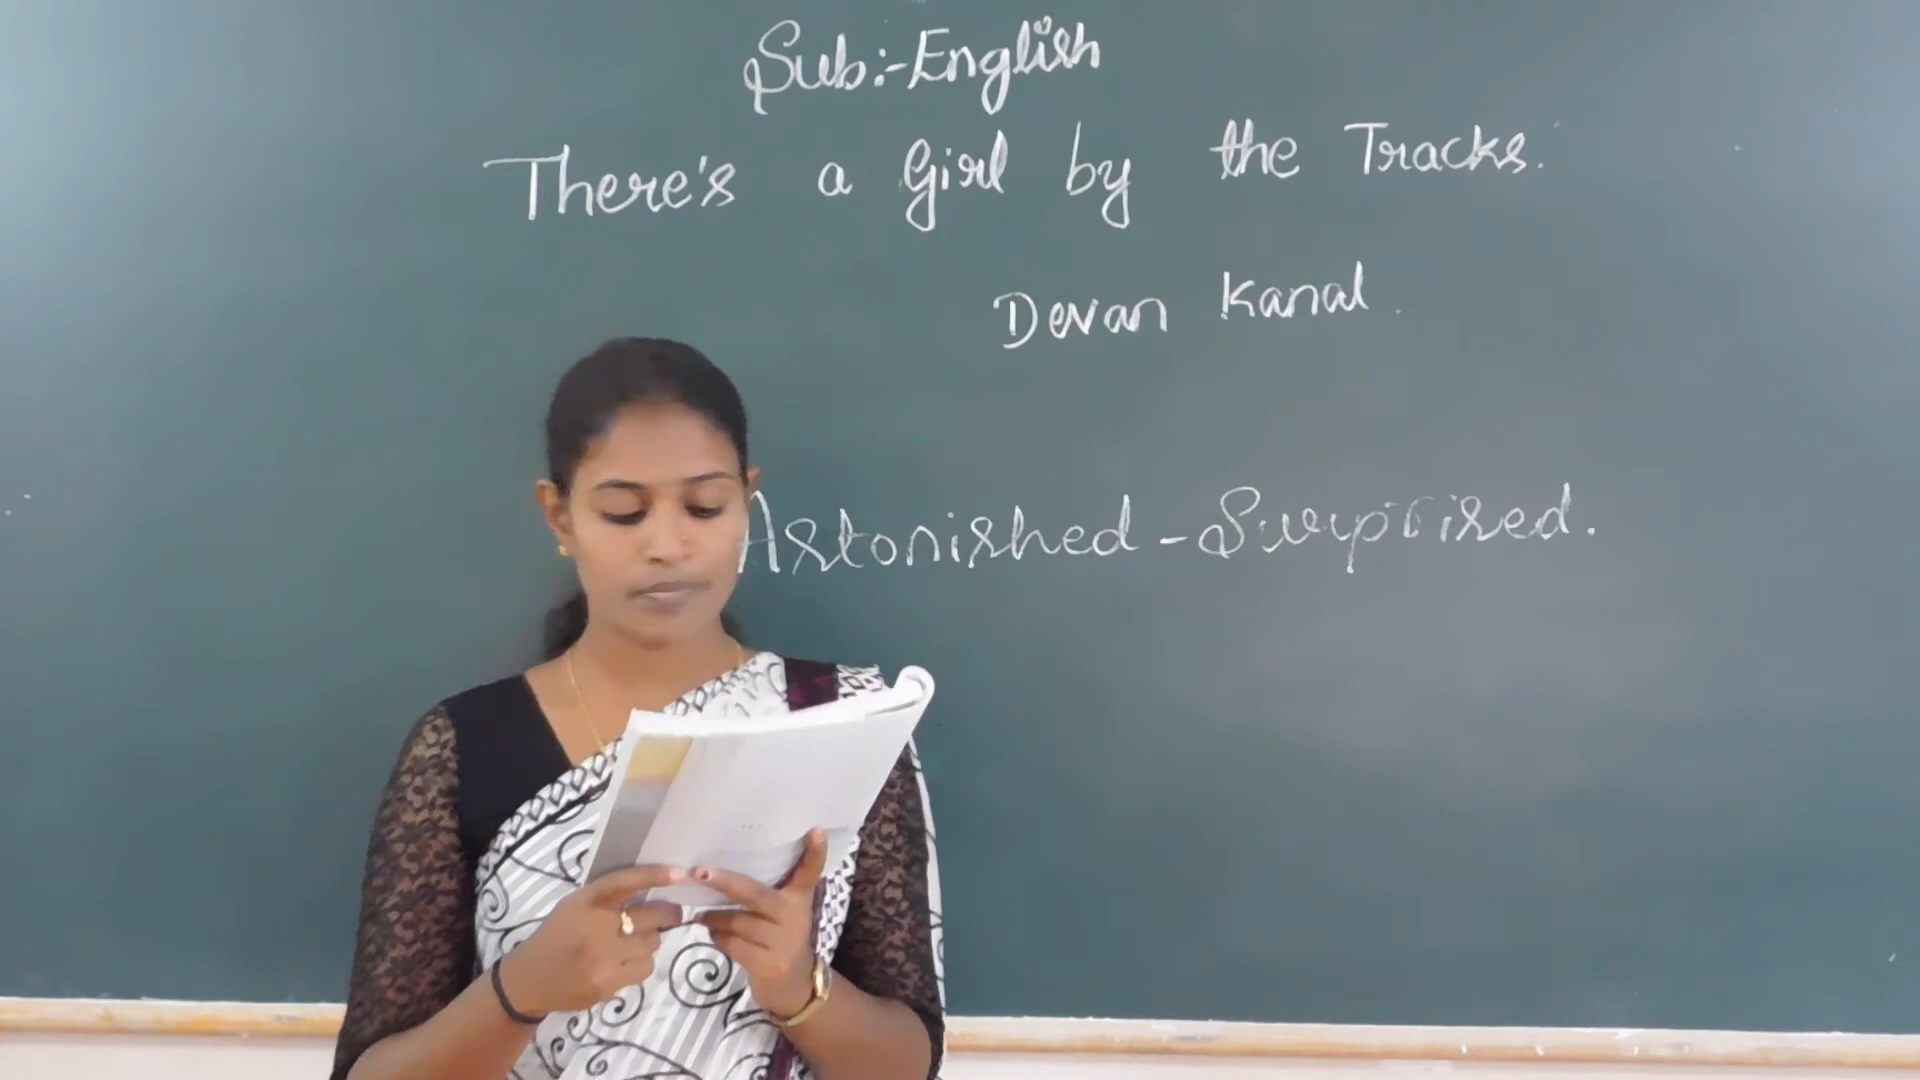 Sub:-English
There's a Girl by the Tracks.
Devan Kanal.
Astonished - Surprised.